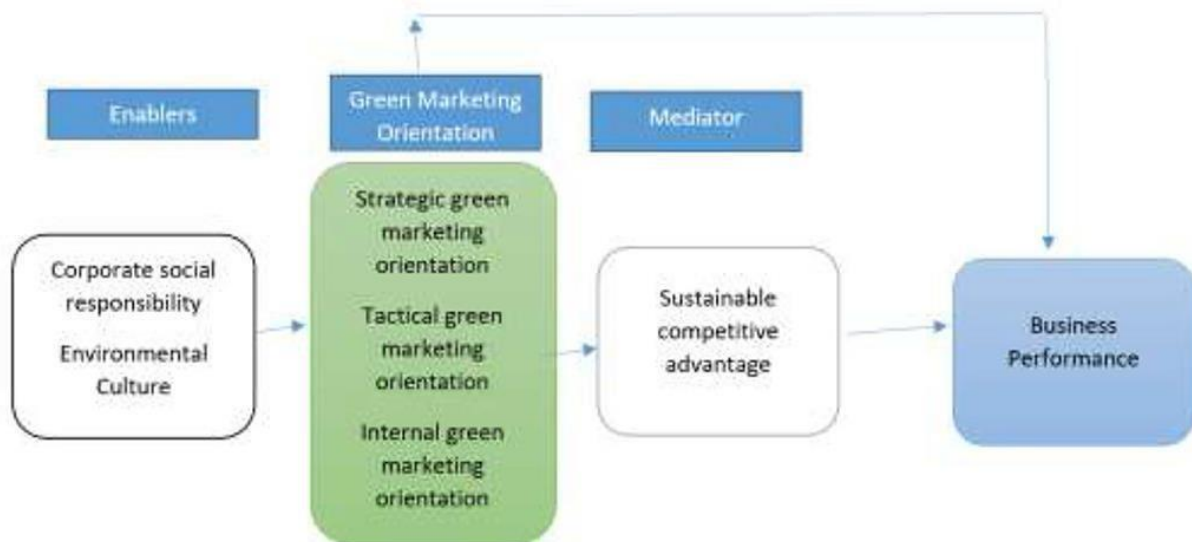 Enablers
Green Marketing
Orientation
Mediator
Corporate social
responsibility
Environmental
Culture
Strategic green
marketing
orientation
Tactical green
marketing
orientation
Internal green
marketing
orientation
Sustainable
competitive
advantage
Business
Performance